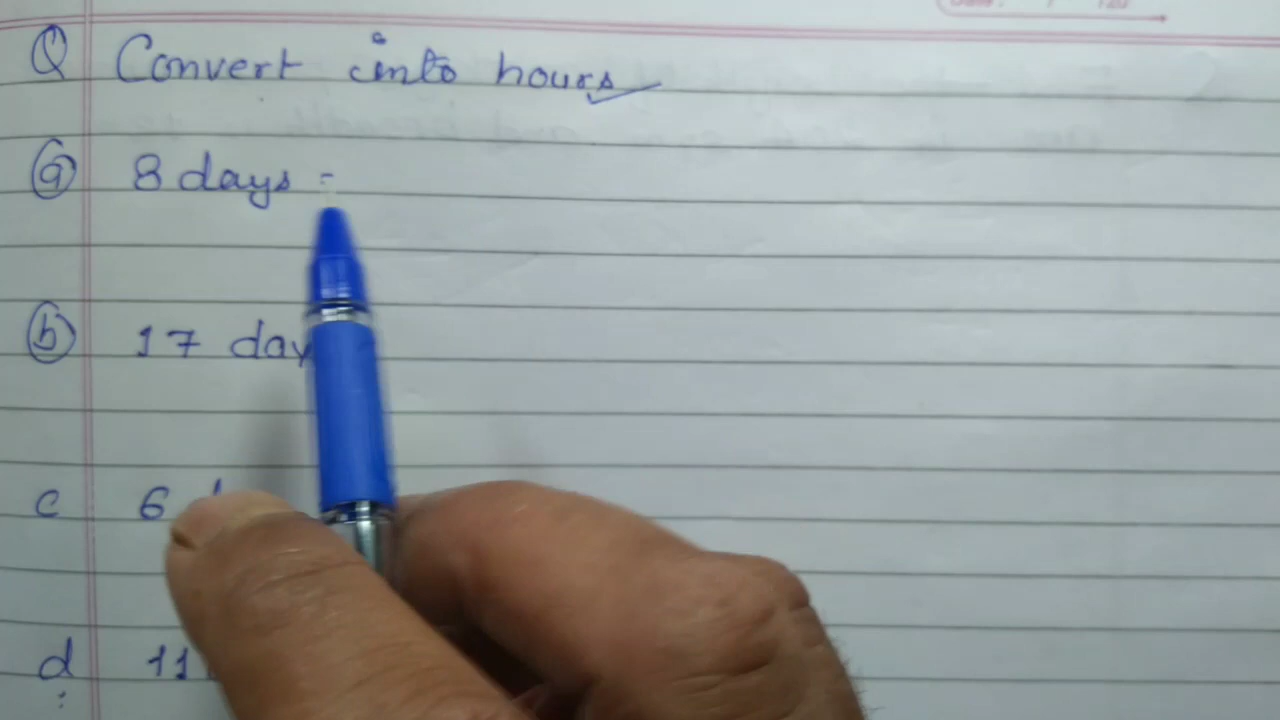 Q Convert into hours
(a) 8 days =
(b) 17 day
c 6
d 11